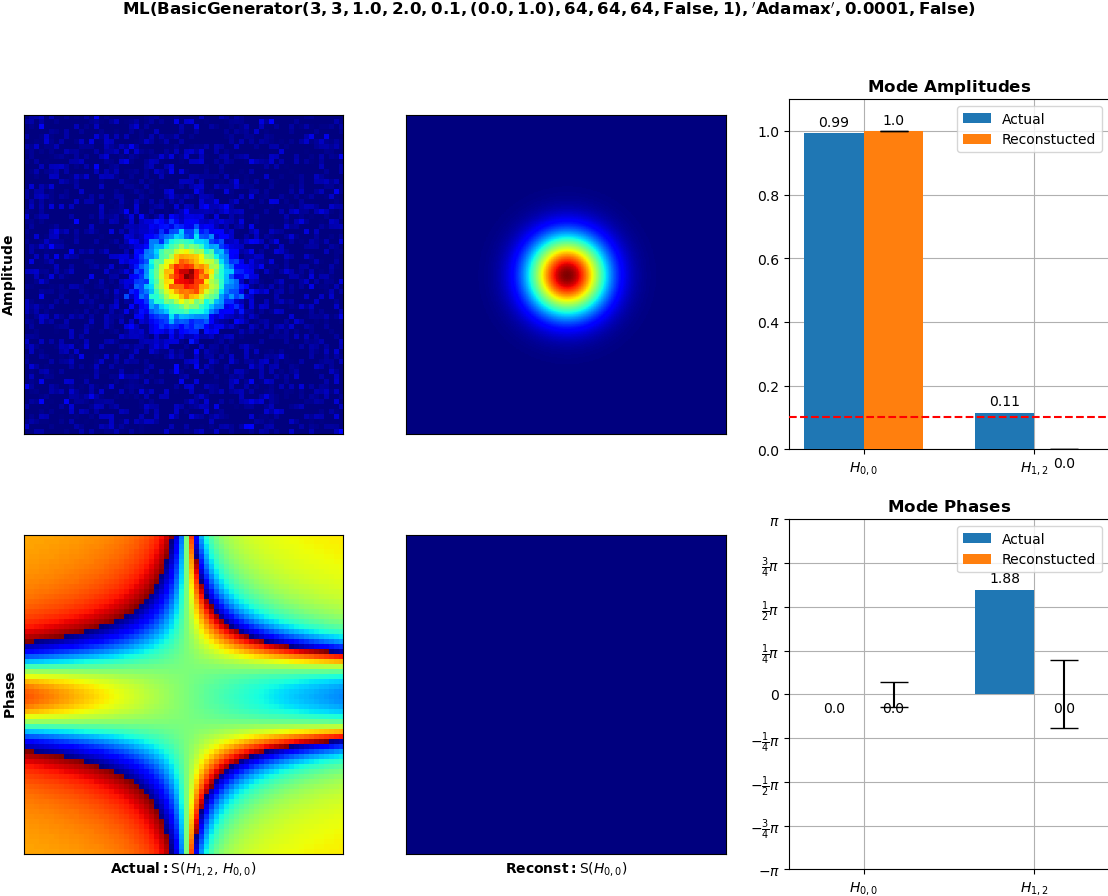 ML(BasicGenerator(3, 3, 1.0, 2.0, 0.1, (0.0, 1.0), 64, 64, 64, False, 1), ′Adamax′, 0.0001, False)
Amplitude
Mode Amplitudes
Actual
Reconstucted
0.99
1.0
0.11
0.0
1.0
0.8
0.6
0.4
0.2
0.0
H0,0
H1,2
Phase
Actual: S(H1,2, H0,0)
Reconst: S(H0,0)
Mode Phases
Actual
Reconstucted
1.88
0.0
0.0
0.0
π
3/4π
1/2π
1/4π
0
−1/4π
−1/2π
−3/4π
−π
H0,0
H1,2